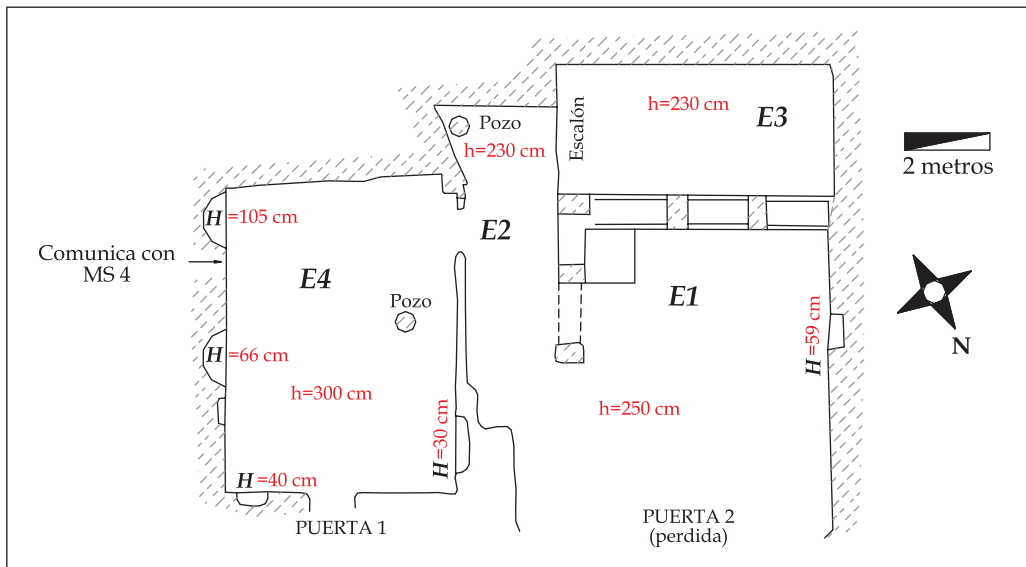 Escalón
h=230 cm
E3
Pozo
h=230 cm
2 metros
H =105 cm
E2
Comunica con
MS 4
E4
E1
Pozo
H =59 cm
N
H =66 cm
h=300 cm
h=250 cm
H =30 cm
H =40 cm
PUERTA 1
PUERTA 2
(perdida)